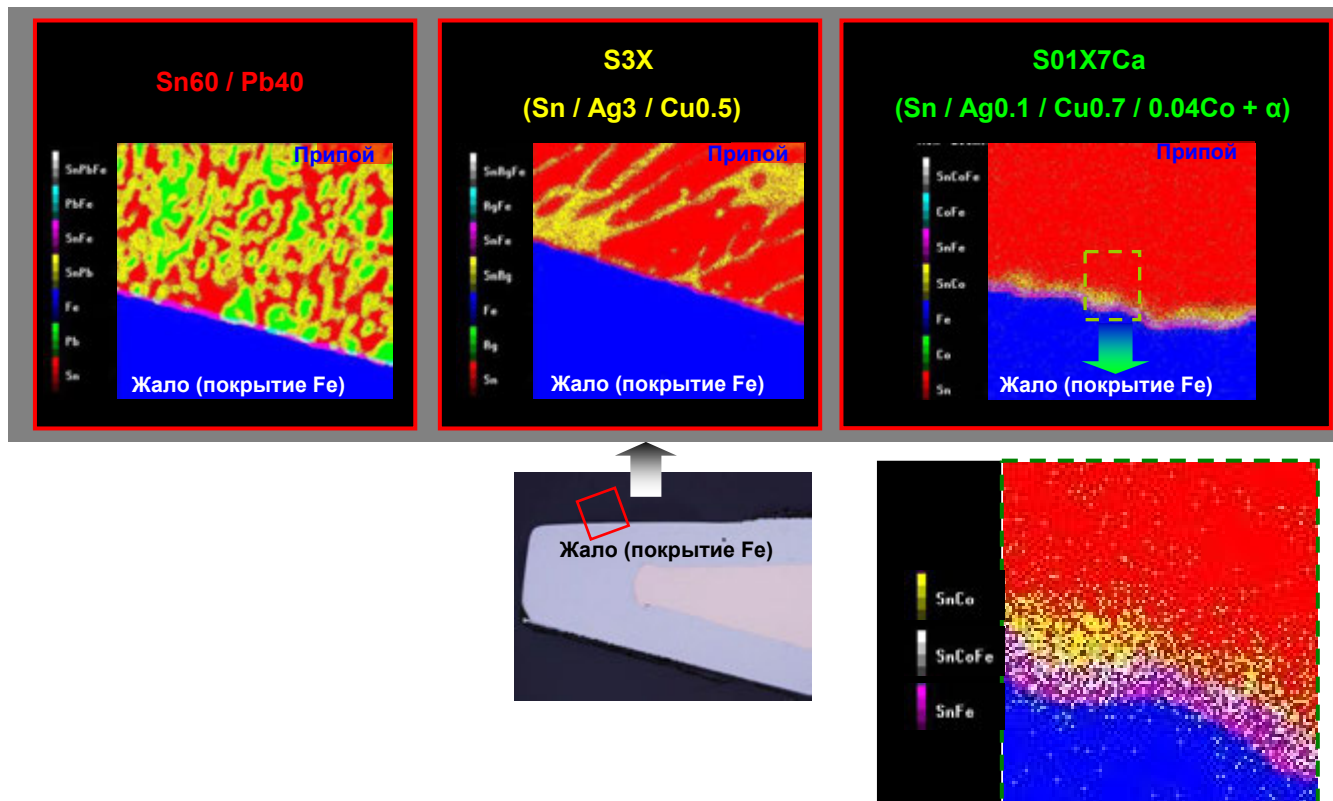 Sn60 / Pb40
Припой
SnPbFe
PbFe
SnFe
SnPb
Fe
Pb
Sn
Жало (покрытие Fe)
S3X
(Sn / Ag3 / Cu0.5)
Припой
SnAgFe
AgFe
SnFe
SnAg
Fe
Ag
Sn
Жало (покрытие Fe)
S01X7Ca
(Sn / Ag0.1 / Cu0.7 / 0.04Co + α)
Припой
SnCoFe
CoFe
SnFe
SnCo
Fe
Co
Sn
Жало (покрытие Fe)
Жало (покрытие Fe)
SnCo
SnCoFe
SnFe